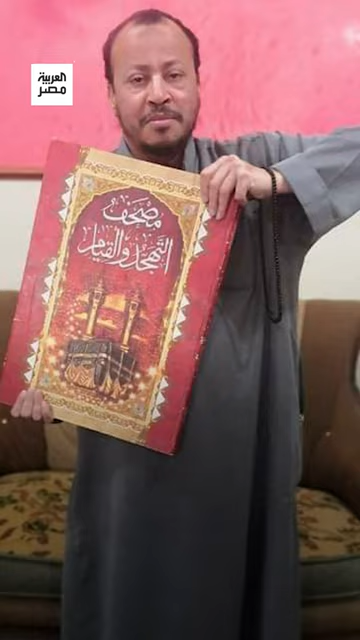 العربية
مصر
مصحف
التهجد والقيام